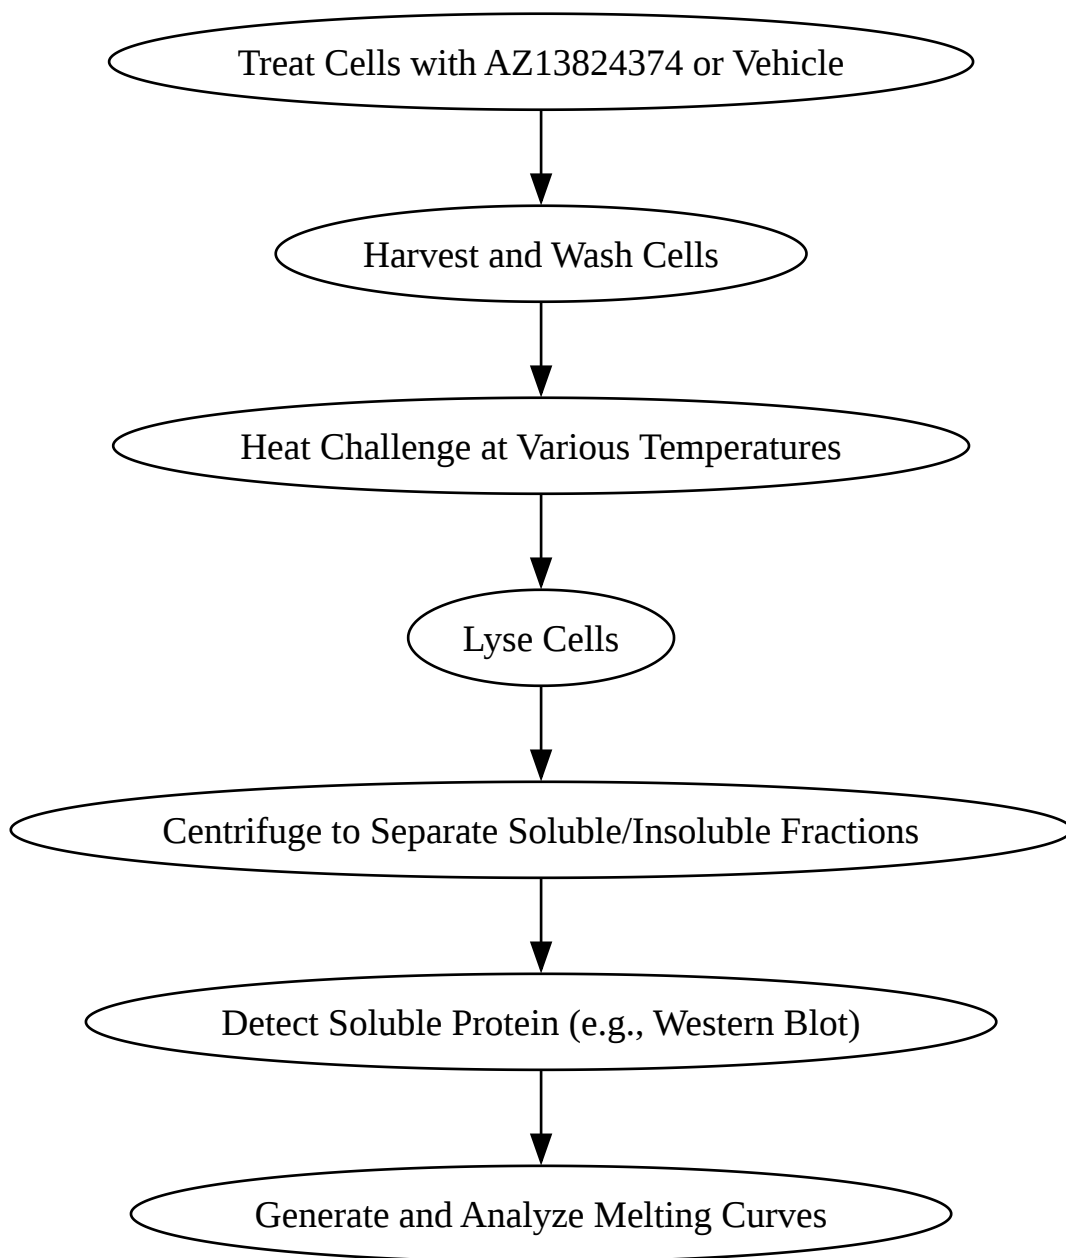 Treat Cells with AZ13824374 or Vehicle
Harvest and Wash Cells
Heat Challenge at Various Temperatures
Lyse Cells
Centrifuge to Separate Soluble/Insoluble Fractions
Detect Soluble Protein (e.g., Western Blot)
Generate and Analyze Melting Curves